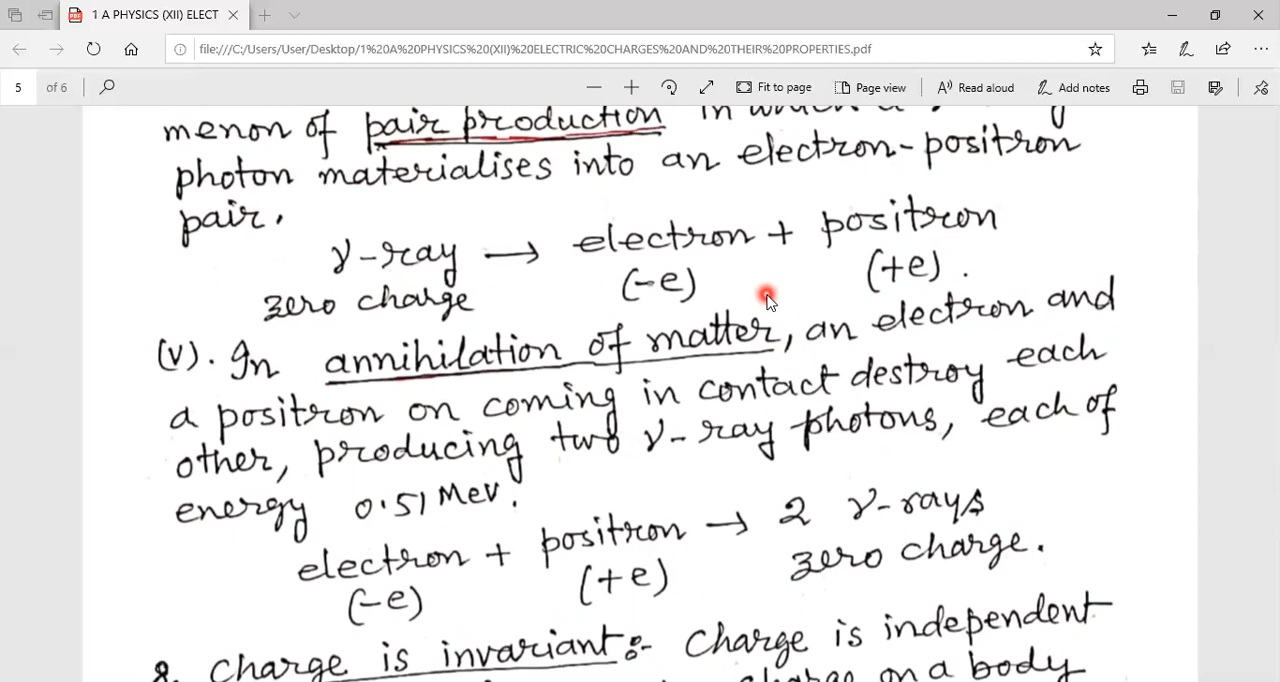 1 A PHYSICS (XII) ELECT
file:///C:/Users/User/Desktop/1%20A%20PHYSICS%20(XII)%20ELECTRIC%20CHARGES%20AND%20THEIR%20PROPERTIES.pdf
5 of 6 Fit to page Page view Read aloud Add notes
menon of pair production in which a
photon materialises into an electron-positron
pair.
γ-ray → electron + positron
zero charge (-e) (+e).
(V). In annihilation of matter, an electron and
a positron on coming in contact destroy each
other, producing two γ-ray photons, each of
energy 0.51 MeV.
electron + positron → 2 γ-rays
(-e) (+e) zero charge.
8. Charge is invariant:- Charge is independent
charge on a body